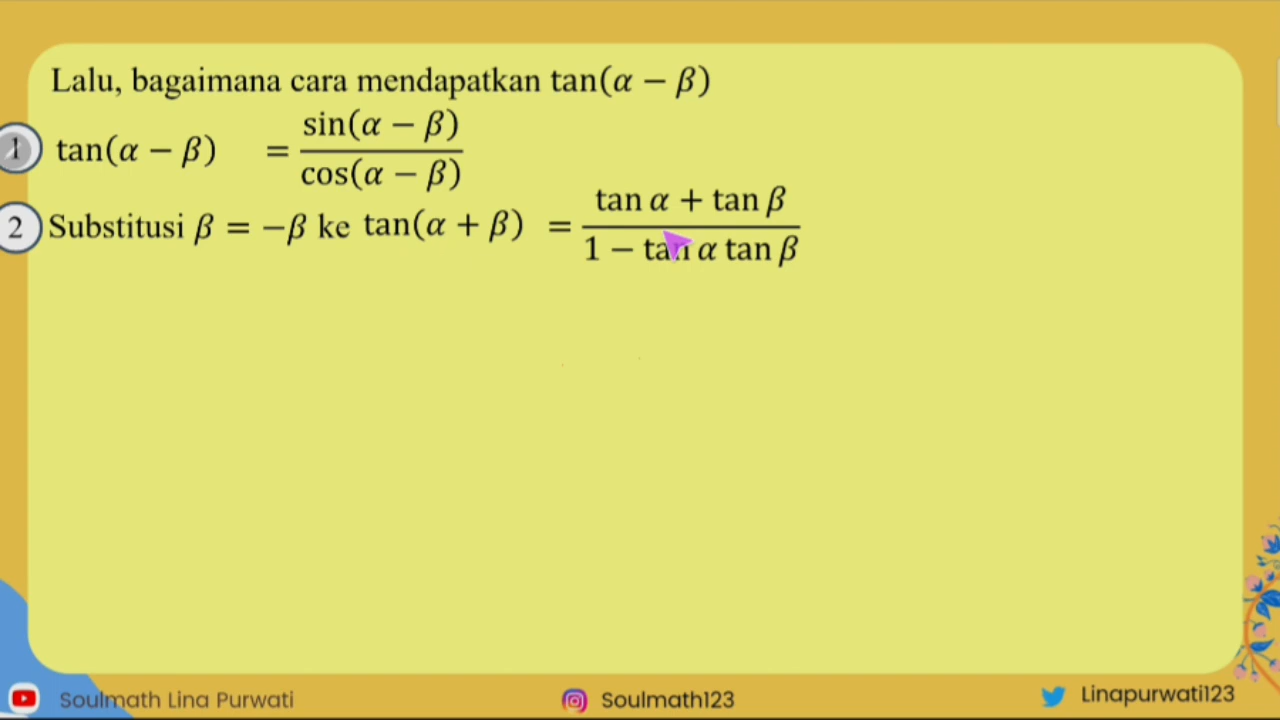 Lalu, bagaimana cara mendapatkan tan(α − β)
1 tan(α − β) = sin(α − β) / cos(α − β)
2 Substitusi β = −β ke tan(α + β) = tan α + tan β / 1 − tan α tan β
Soulmath Lina Purwati
Soulmath123
Linapurwati123